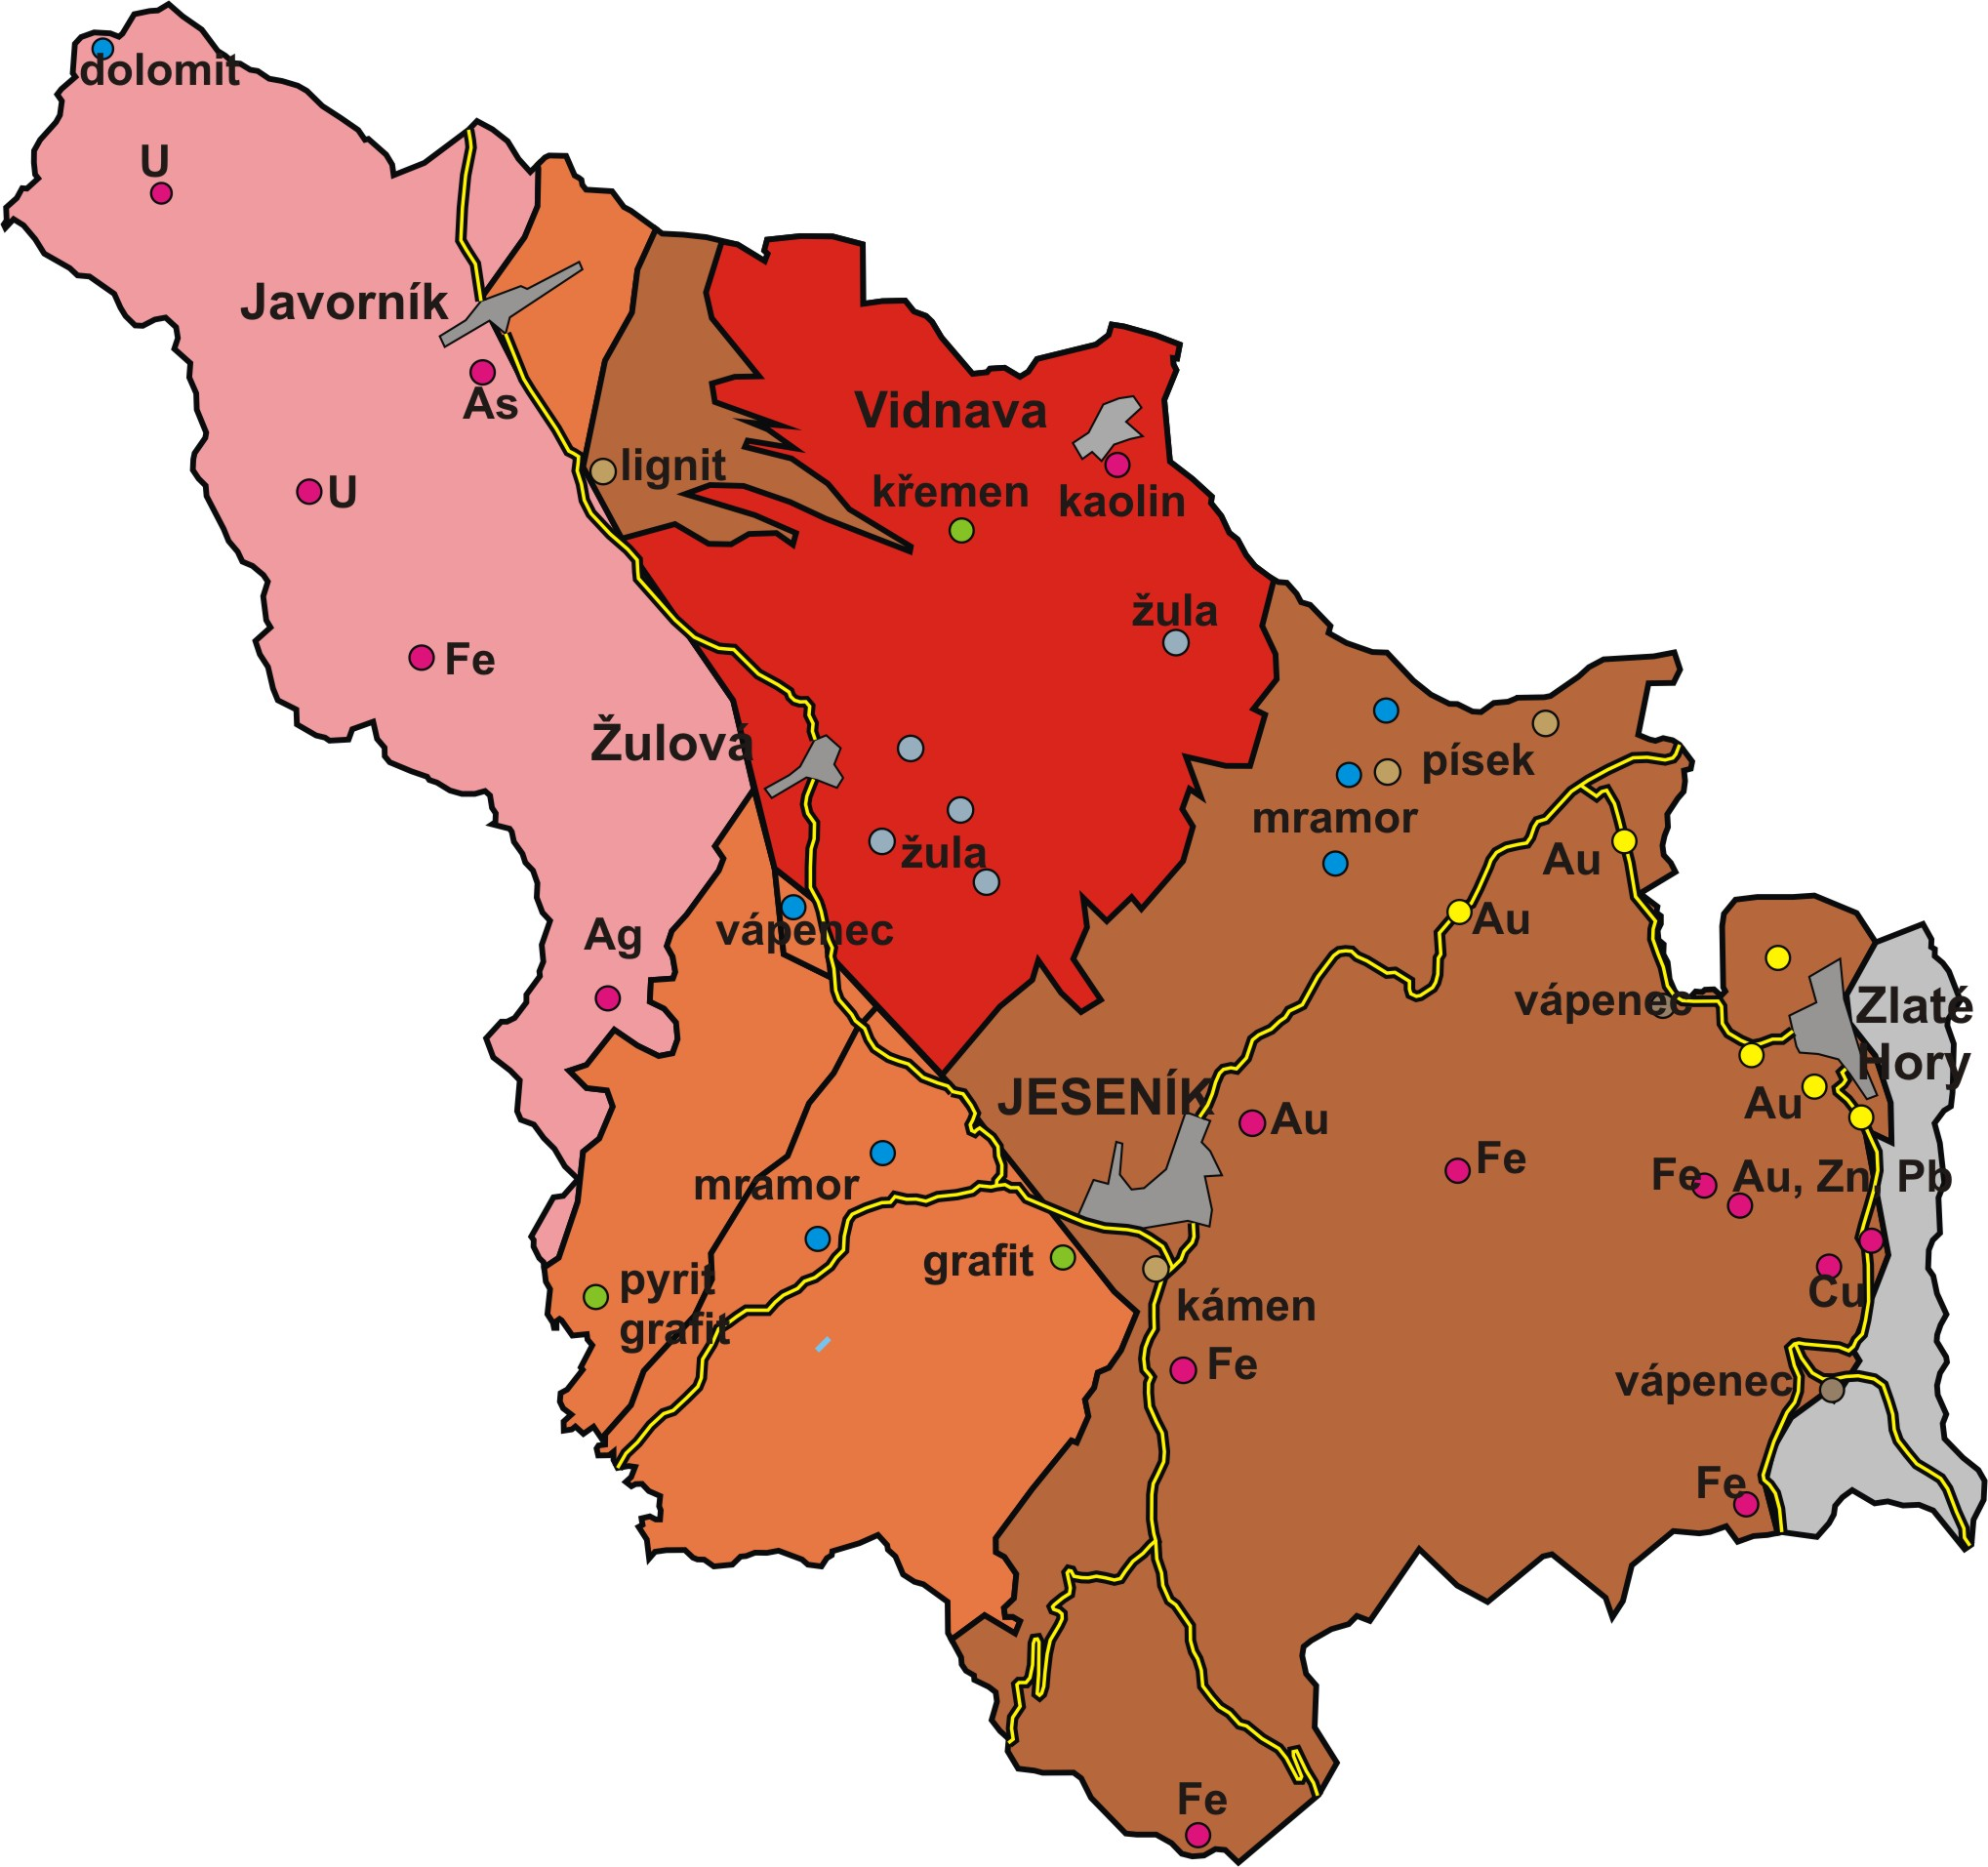 dolomit
U
Javorník
As
lignit
Vidnava
křemen
kaolin
U
žula
Fe
Žulová
písek
mramor
žula
Au
Au
vápenec
Ag
vápenec
Zlaté
Hory
JESENÍK
Au
Au
Fe
Fe
Au, Zn, Pb
mramor
grafit
pyrit
grafit
kámen
Cu
Fe
vápenec
Fe
Fe